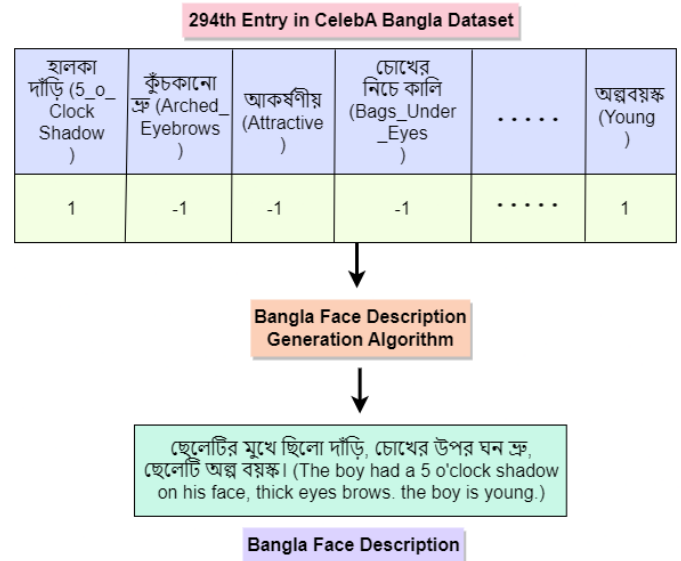 294th Entry in CelebA Bangla Dataset
হালকা
দাঁড়ি (5_o_
Clock
Shadow
)
কুঁচকানো
ভ্রু (Arched_
Eyebrows
)
আকর্ষণীয়
(Attractive
)
চোখের
নিচে কালি
(Bags_Under
_Eyes
)
.....
অল্পবয়স্ক
(Young
)
1
-1
-1
-1
.....
1
Bangla Face Description
Generation Algorithm
ছেলেটির মুখে ছিলো দাঁড়ি, চোখের উপর ঘন ভ্রু,
ছেলেটি অল্প বয়স্ক। (The boy had a 5 o'clock shadow
on his face, thick eyes brows. the boy is young.)
Bangla Face Description